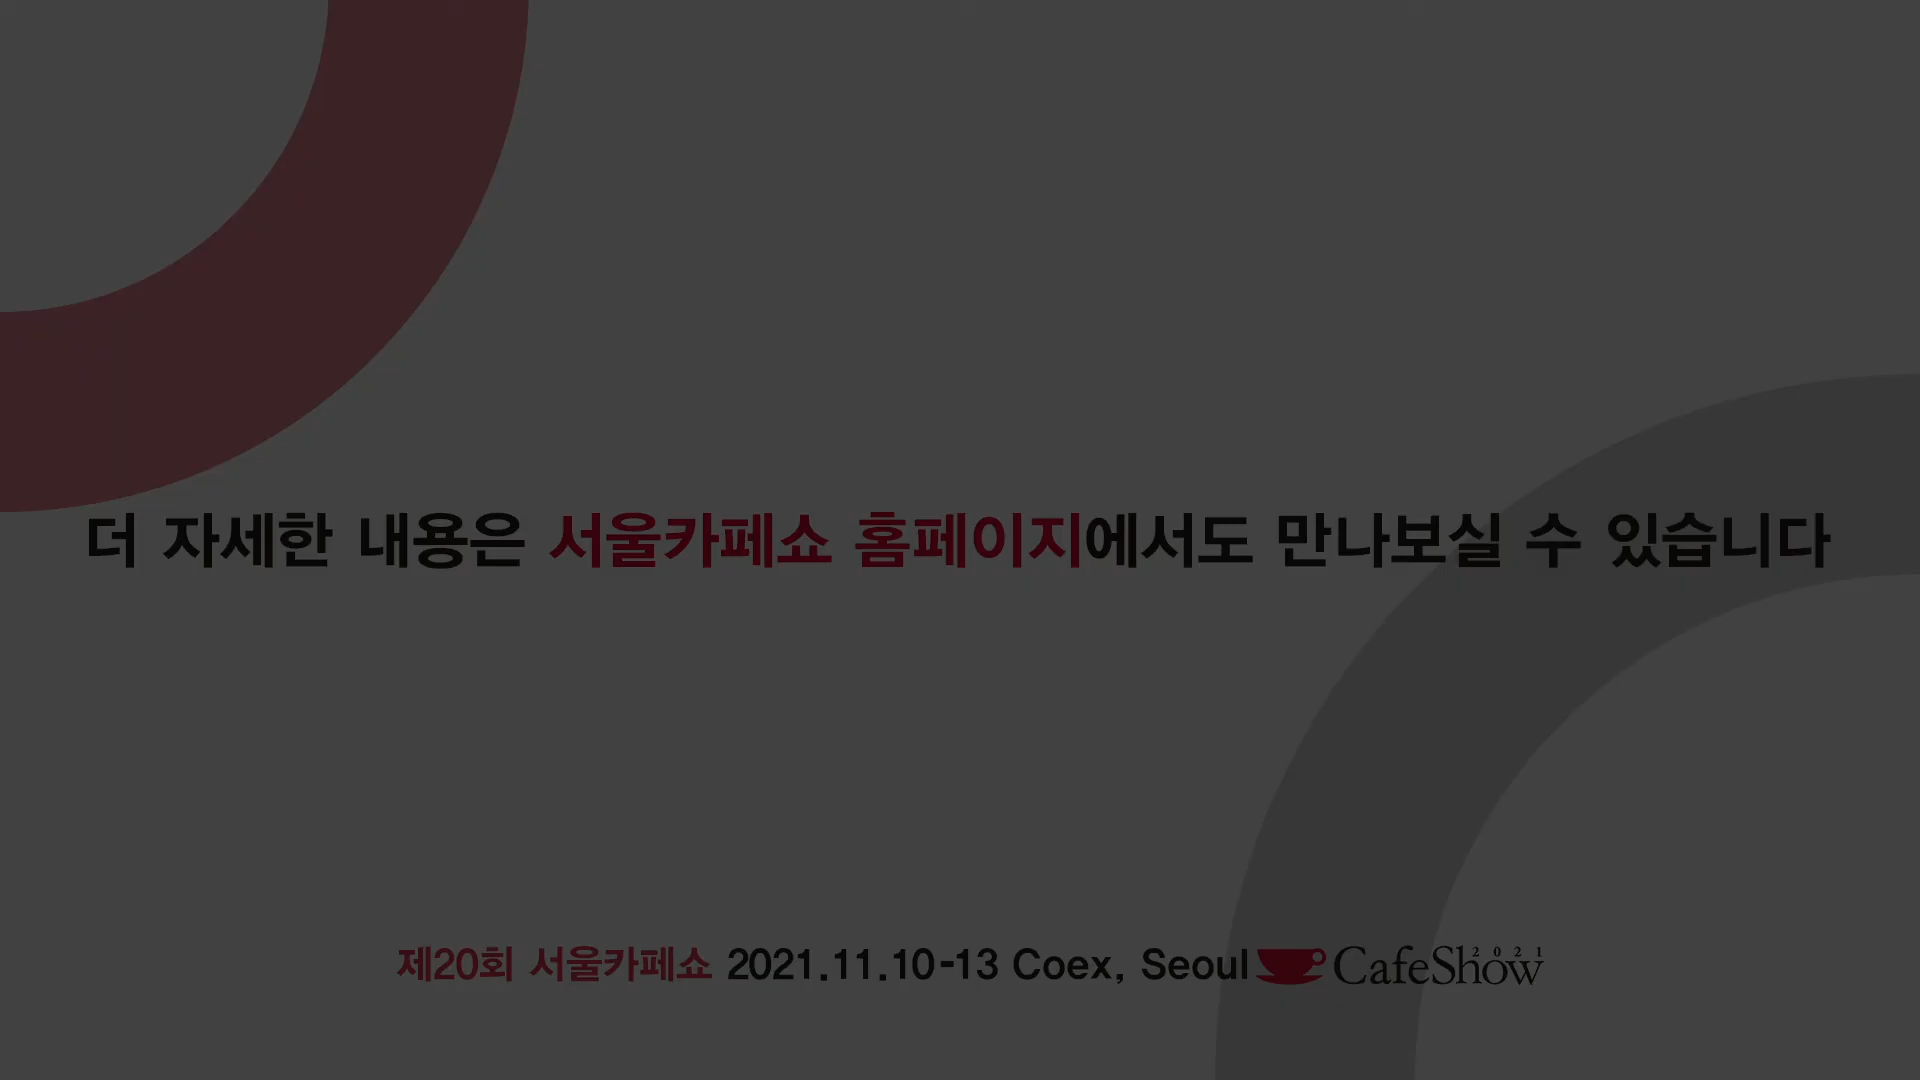 더 자세한 내용은 서울카페쇼 홈페이지에서도 만나보실 수 있습니다
제20회 서울카페쇼 2021.11.10-13 Coex, Seoul CafeShow 2021